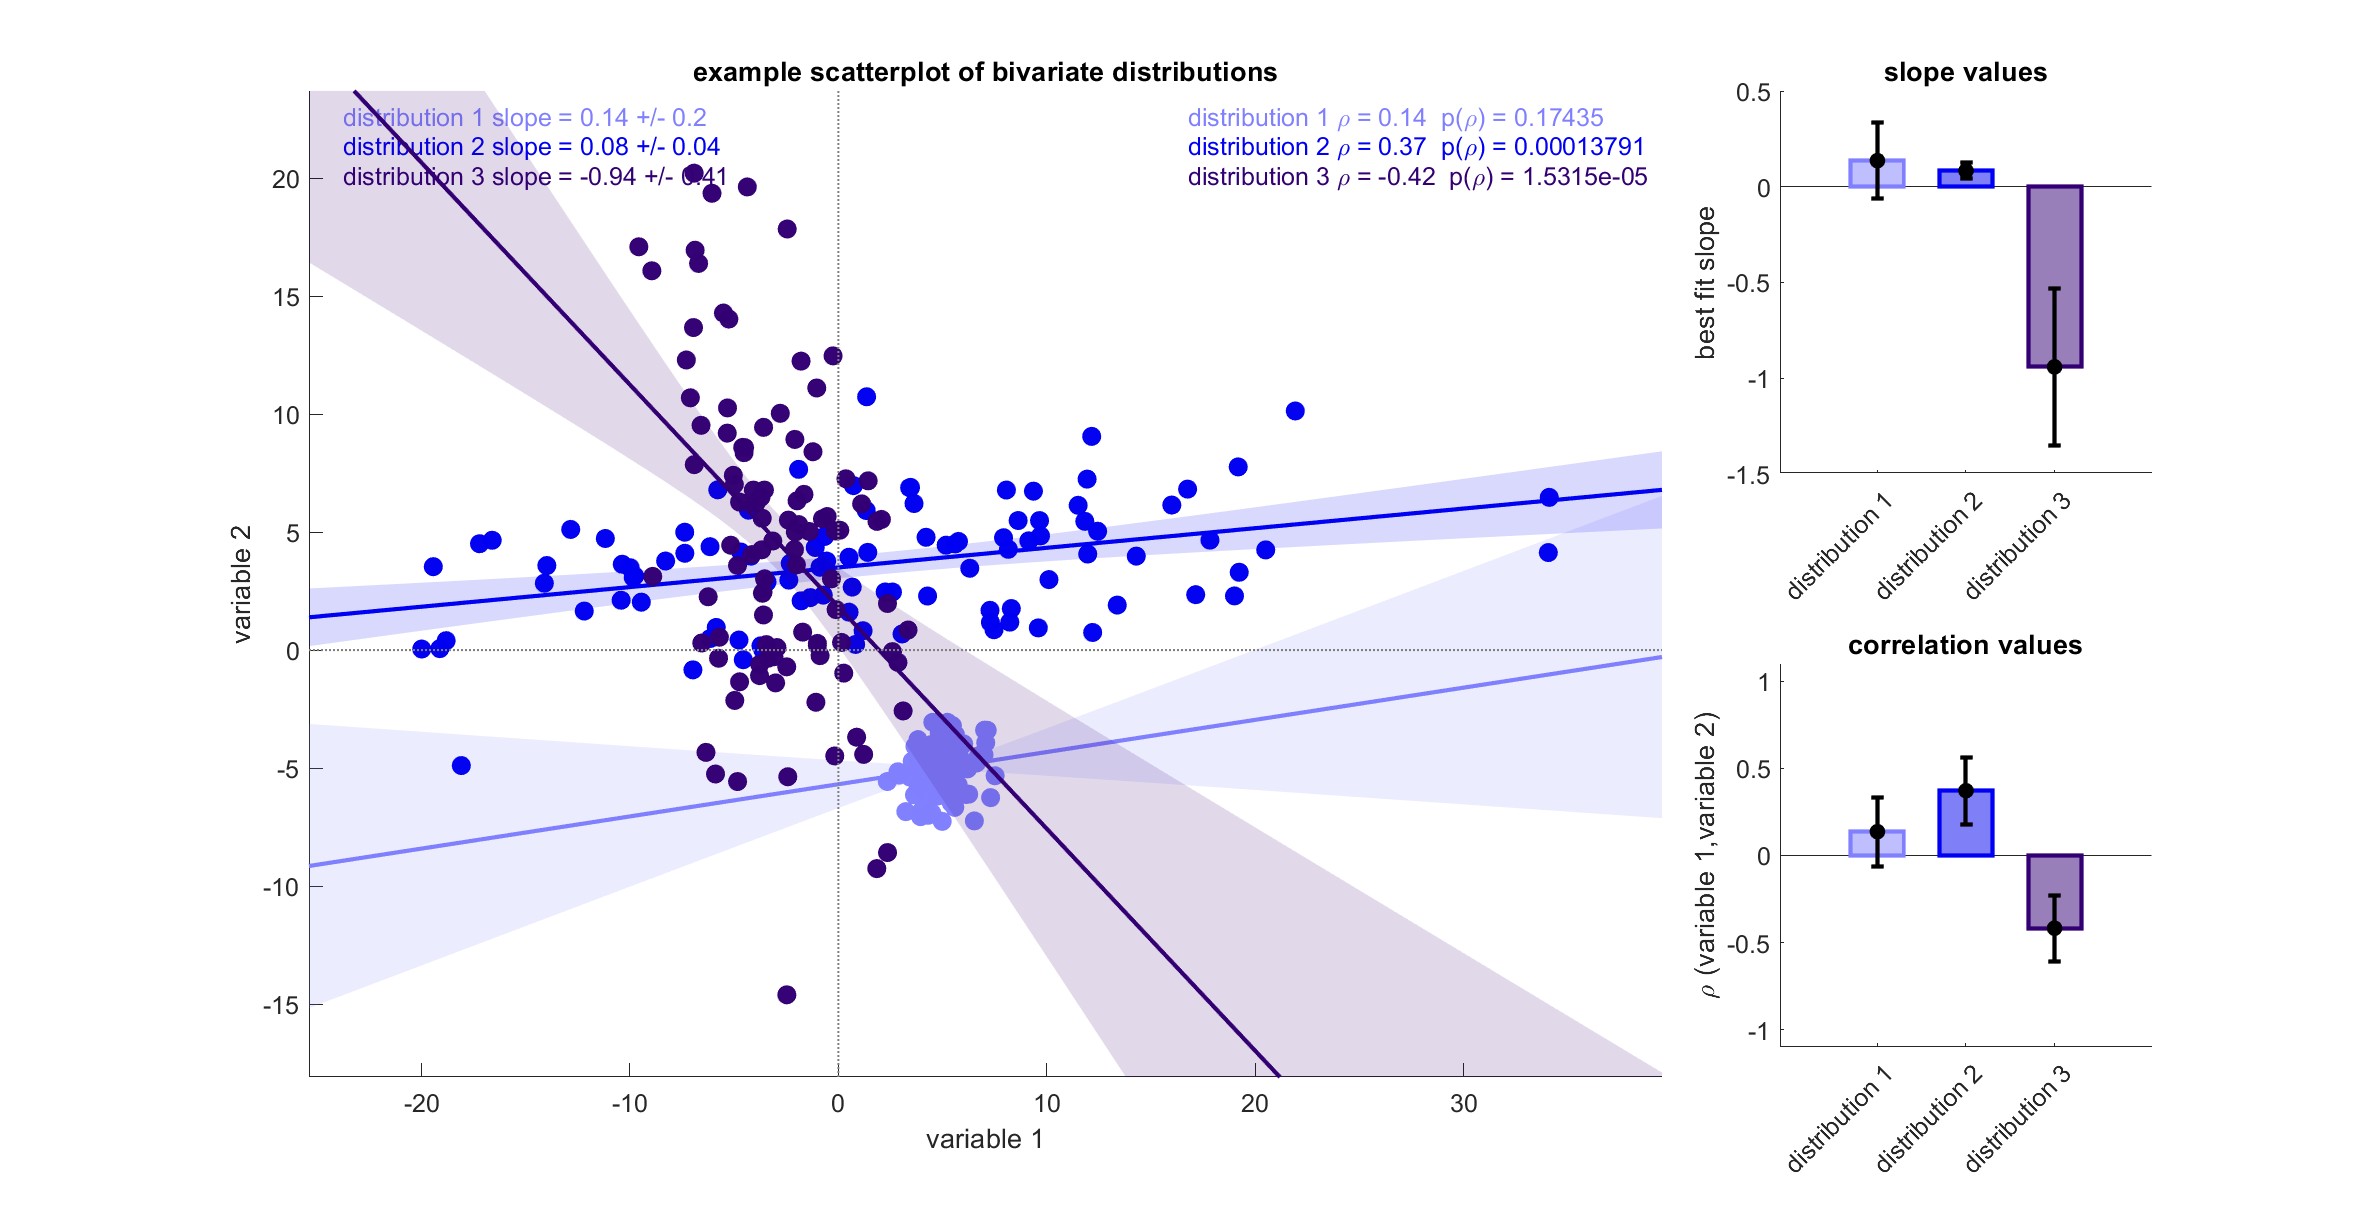 example scatterplot of bivariate distributions
distribution 1 slope = 0.14 +/- 0.2
distribution 2 slope = 0.08 +/- 0.04
distribution 3 slope = -0.94 +/- 0.41
distribution 1 ρ = 0.14 p(ρ) = 0.17435
distribution 2 ρ = 0.37 p(ρ) = 0.00013791
distribution 3 ρ = -0.42 p(ρ) = 1.5315e-05
variable 2
20
15
10
5
0
-5
-10
-15
-20
-10
0
10
20
30
variable 1
slope values
best fit slope
0.5
0
-0.5
-1
-1.5
distribution 1
distribution 2
distribution 3
correlation values
ρ (variable 1,variable 2)
1
0.5
0
-0.5
-1
distribution 1
distribution 2
distribution 3